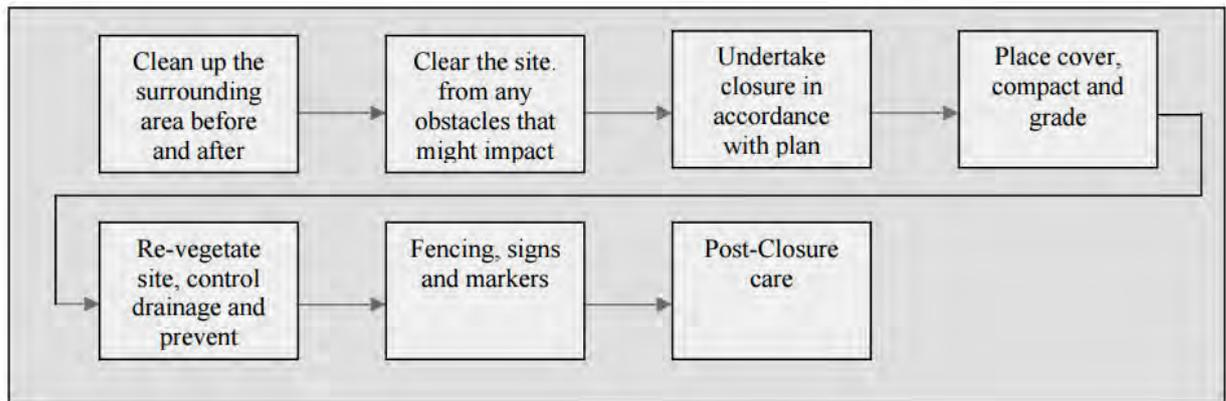 Clean up the
surrounding
area before
and after
Clear the site.
from any
obstacles that
might impact
Undertake
closure in
accordance
with plan
Place cover,
compact and
grade
Re-vegetate
site, control
drainage and
prevent
Fencing, signs
and markers
Post-Closure
care